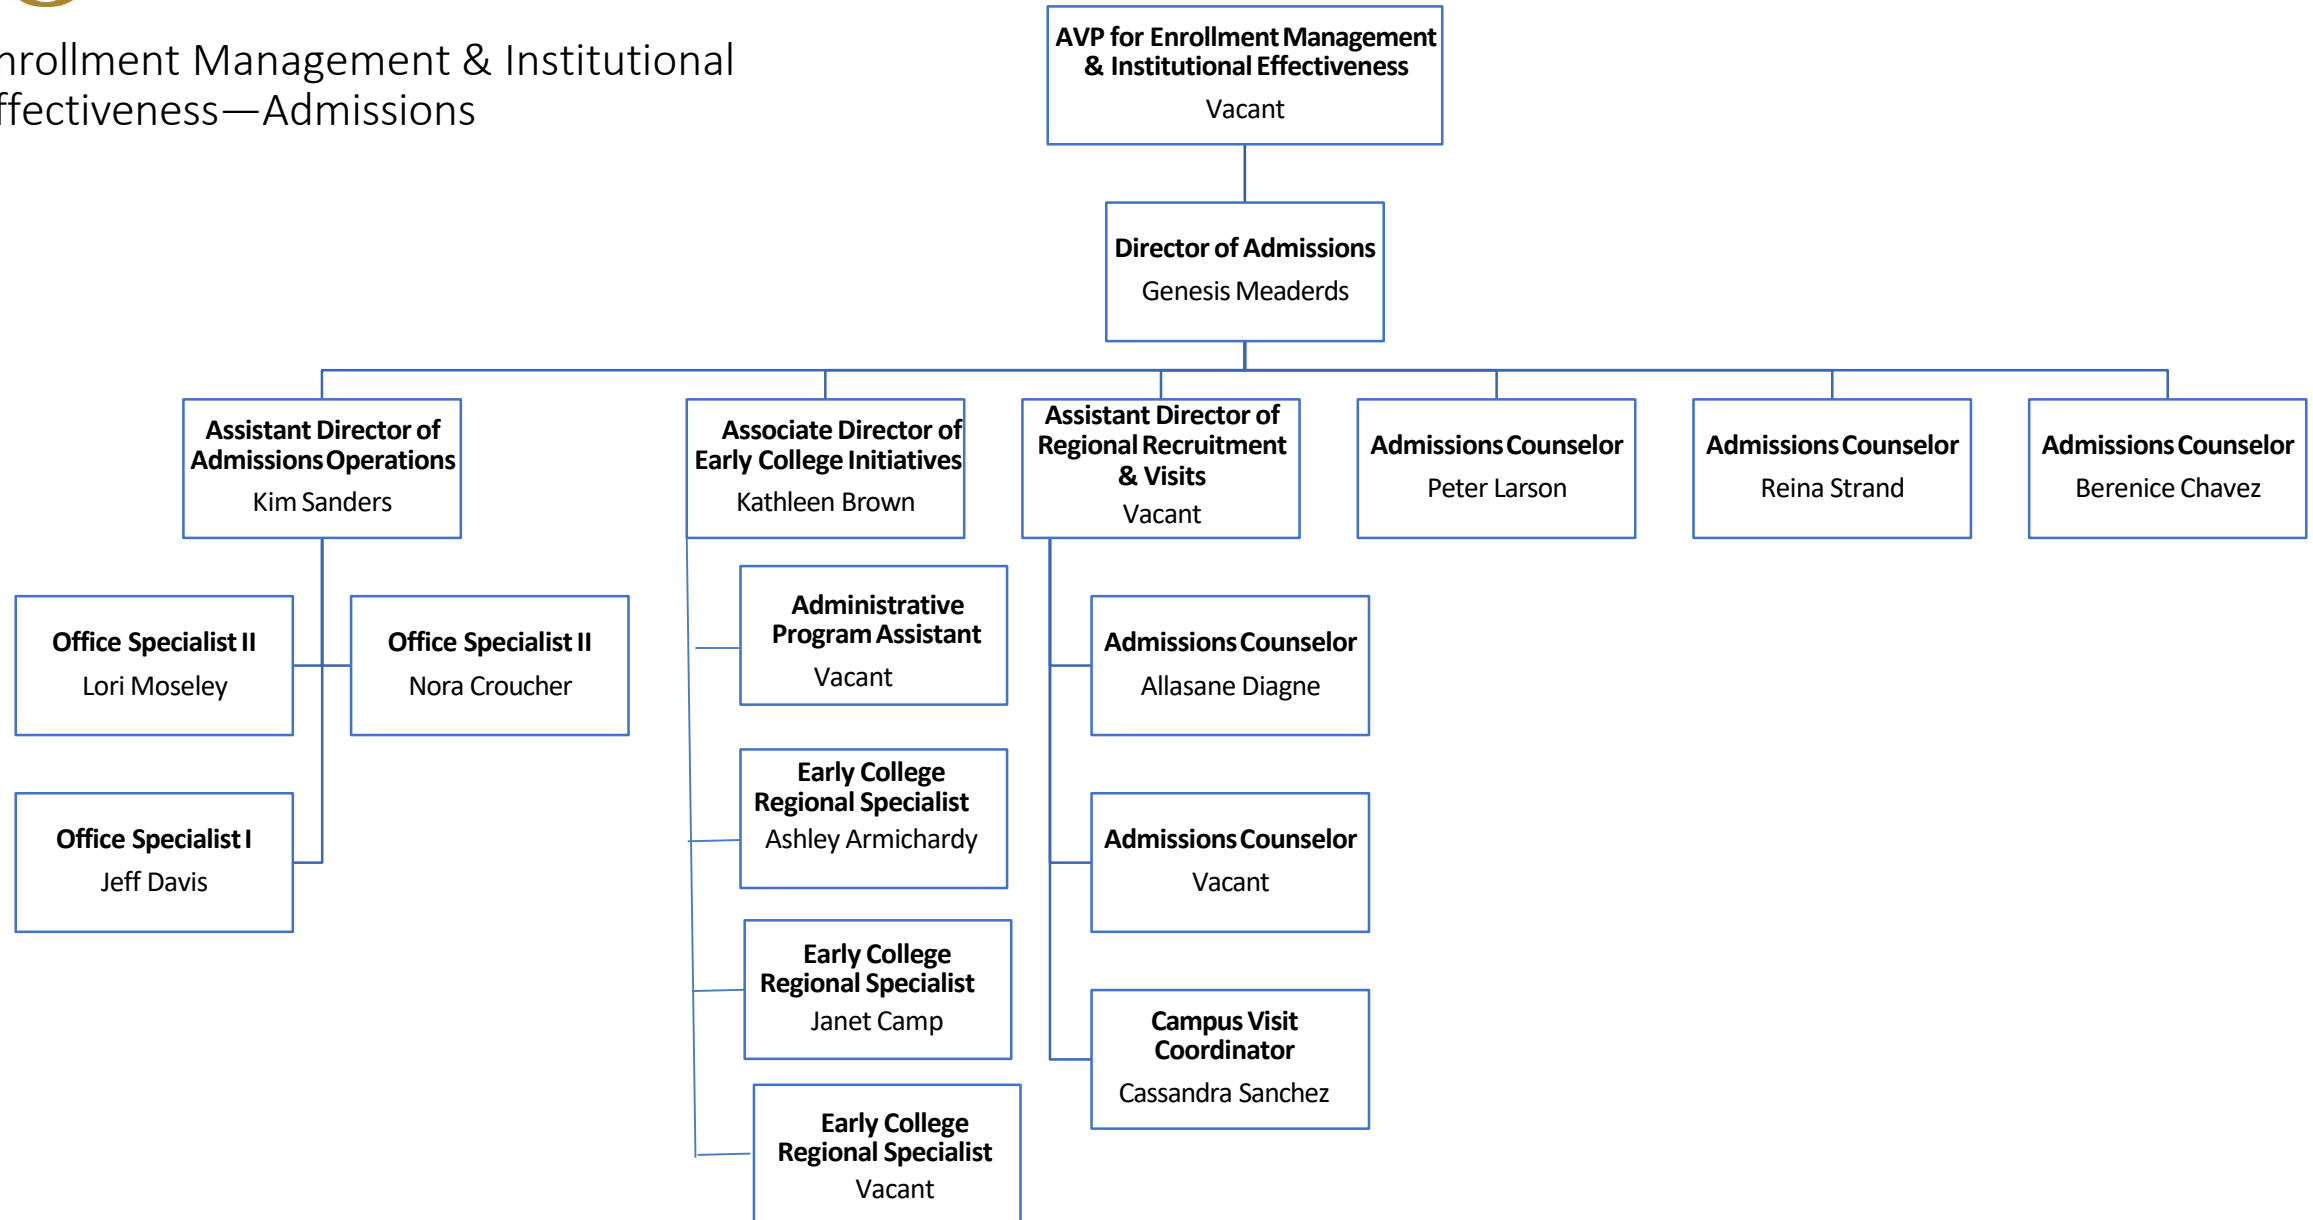 nrollment Management & Institutional
ffectiveness—Admissions
AVP for Enrollment Management
& Institutional Effectiveness
Vacant
Director of Admissions
Genesis Meaderds
Assistant Director of
Admissions Operations
Kim Sanders
Associate Director of
Early College Initiatives
Kathleen Brown
Assistant Director of
Regional Recruitment
& Visits
Vacant
Admissions Counselor
Peter Larson
Admissions Counselor
Reina Strand
Admissions Counselor
Berenice Chavez
Office Specialist II
Lori Moseley
Office Specialist II
Nora Croucher
Office Specialist I
Jeff Davis
Administrative
Program Assistant
Vacant
Early College
Regional Specialist
Ashley Armichardy
Early College
Regional Specialist
Janet Camp
Early College
Regional Specialist
Vacant
Admissions Counselor
Allasane Diagne
Admissions Counselor
Vacant
Campus Visit
Coordinator
Cassandra Sanchez